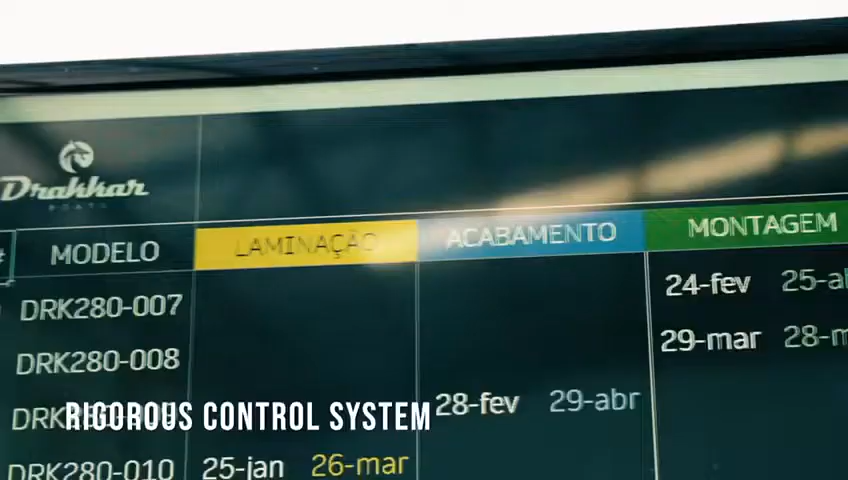 Drakkar
BOATS
MODELO LAMINAÇÃO ACABAMENTO MONTAGEM
DRK280-007 24-fev
DRK280-008 29-mar
28-fev 29-abr
RIGOROUS CONTROL SYSTEM
DRK280-010 25-jan 26-mar